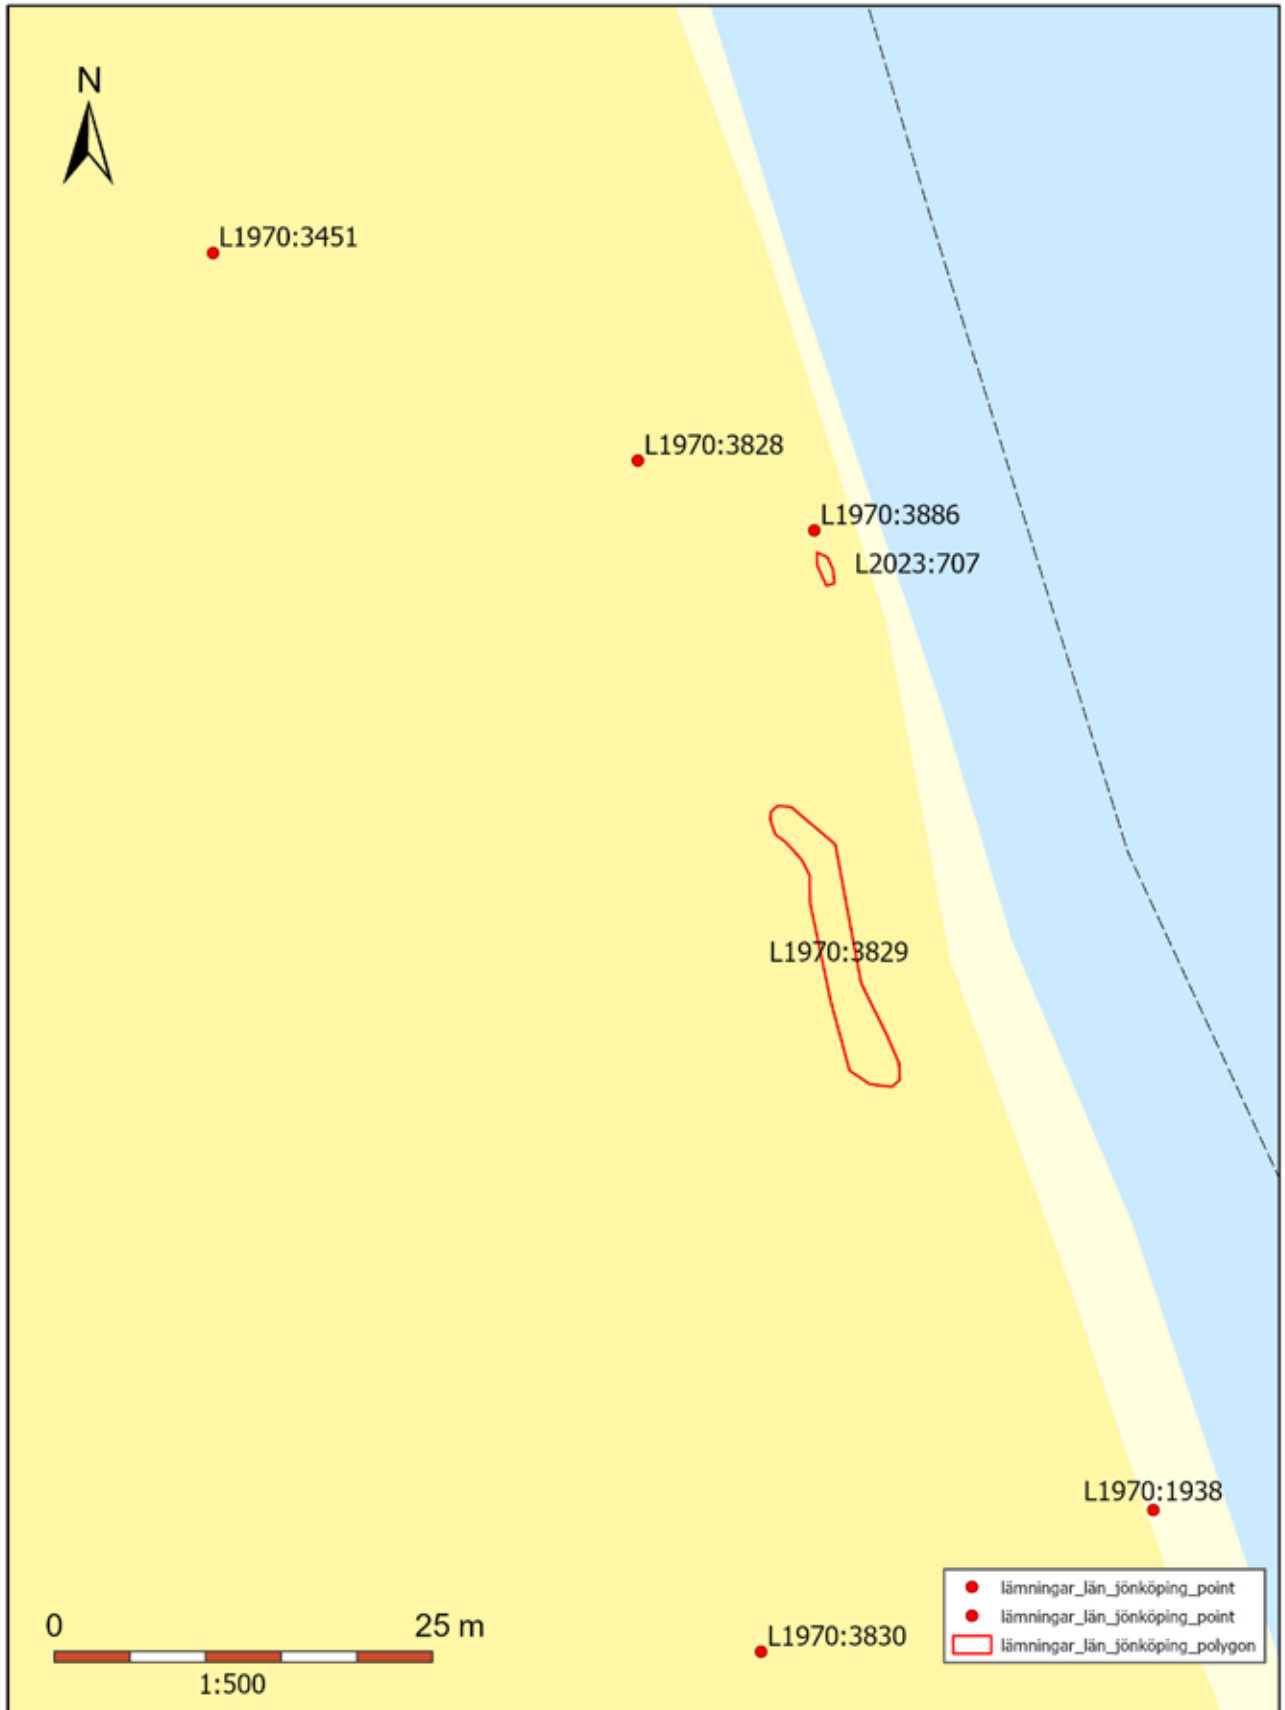 N
L1970:3451
L1970:3828
L1970:3886
L2023:707
L1970:3829
L1970:1938
lämningar_län_jönköping_point
lämningar_län_jönköping_point
lämningar_län_jönköping_polygon
0 25 m
1:500
L1970:3830